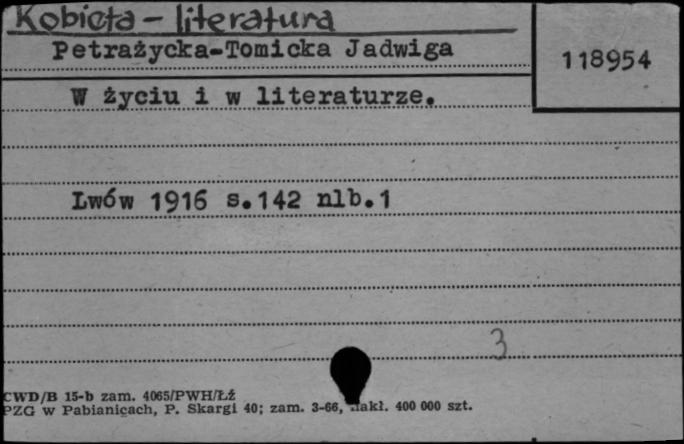 Kobieta - literatura
Petrażycka-Tomicka Jadwiga
118954
W życiu i w literaturze.
Lwów 1916 s.142 nlb.1
3
CWD/B 15-b zam. 4065/PWH/Łź
PZG w Pabianicach, P. Skargi 40; zam. 3-66, nakł. 400 000 szt.